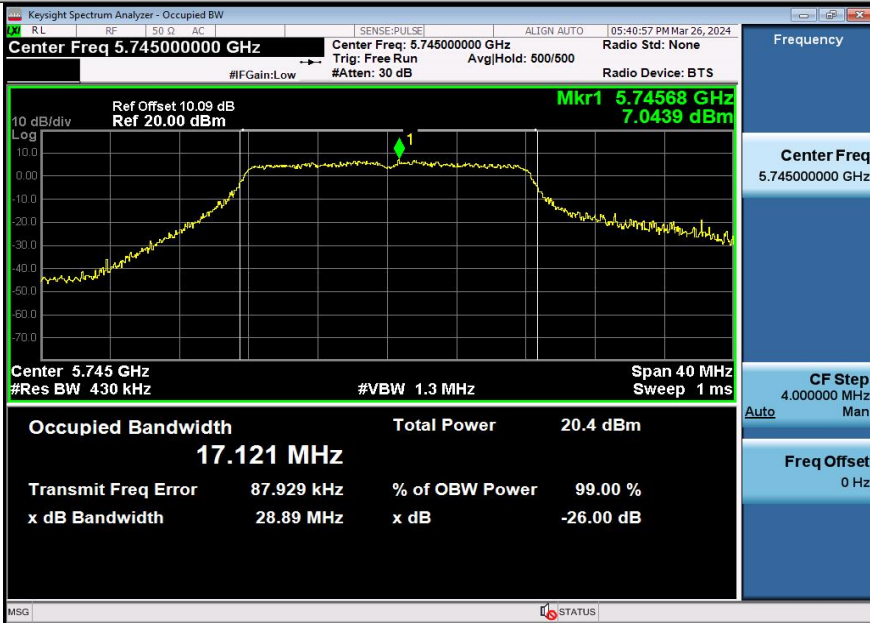 Keysight Spectrum Analyzer - Occupied BW
LXI RL RF 50 Ω AC SENSE:PULSE ALIGN AUTO 05:40:57 PM Mar 26, 2024
Center Freq 5.745000000 GHz
Center Freq: 5.745000000 GHz Radio Std: None
Trig: Free Run Avg|Hold: 500/500
#IFGain:Low #Atten: 30 dB Radio Device: BTS
Frequency
Ref Offset 10.09 dB Mkr1 5.74568 GHz
10 dB/div Ref 20.00 dBm 7.0439 dBm
Log
1
10.0
0.00
-10.0
-20.0
-30.0
-40.0
-50.0
-60.0
-70.0
Center 5.745 GHz Span 40 MHz
#Res BW 430 kHz #VBW 1.3 MHz Sweep 1 ms
Center Freq
5.745000000 GHz
CF Step
4.000000 MHz
Auto Man
Freq Offset
0 Hz
Occupied Bandwidth Total Power 20.4 dBm
17.121 MHz
Transmit Freq Error 87.929 kHz % of OBW Power 99.00 %
x dB Bandwidth 28.89 MHz x dB -26.00 dB
MSG STATUS